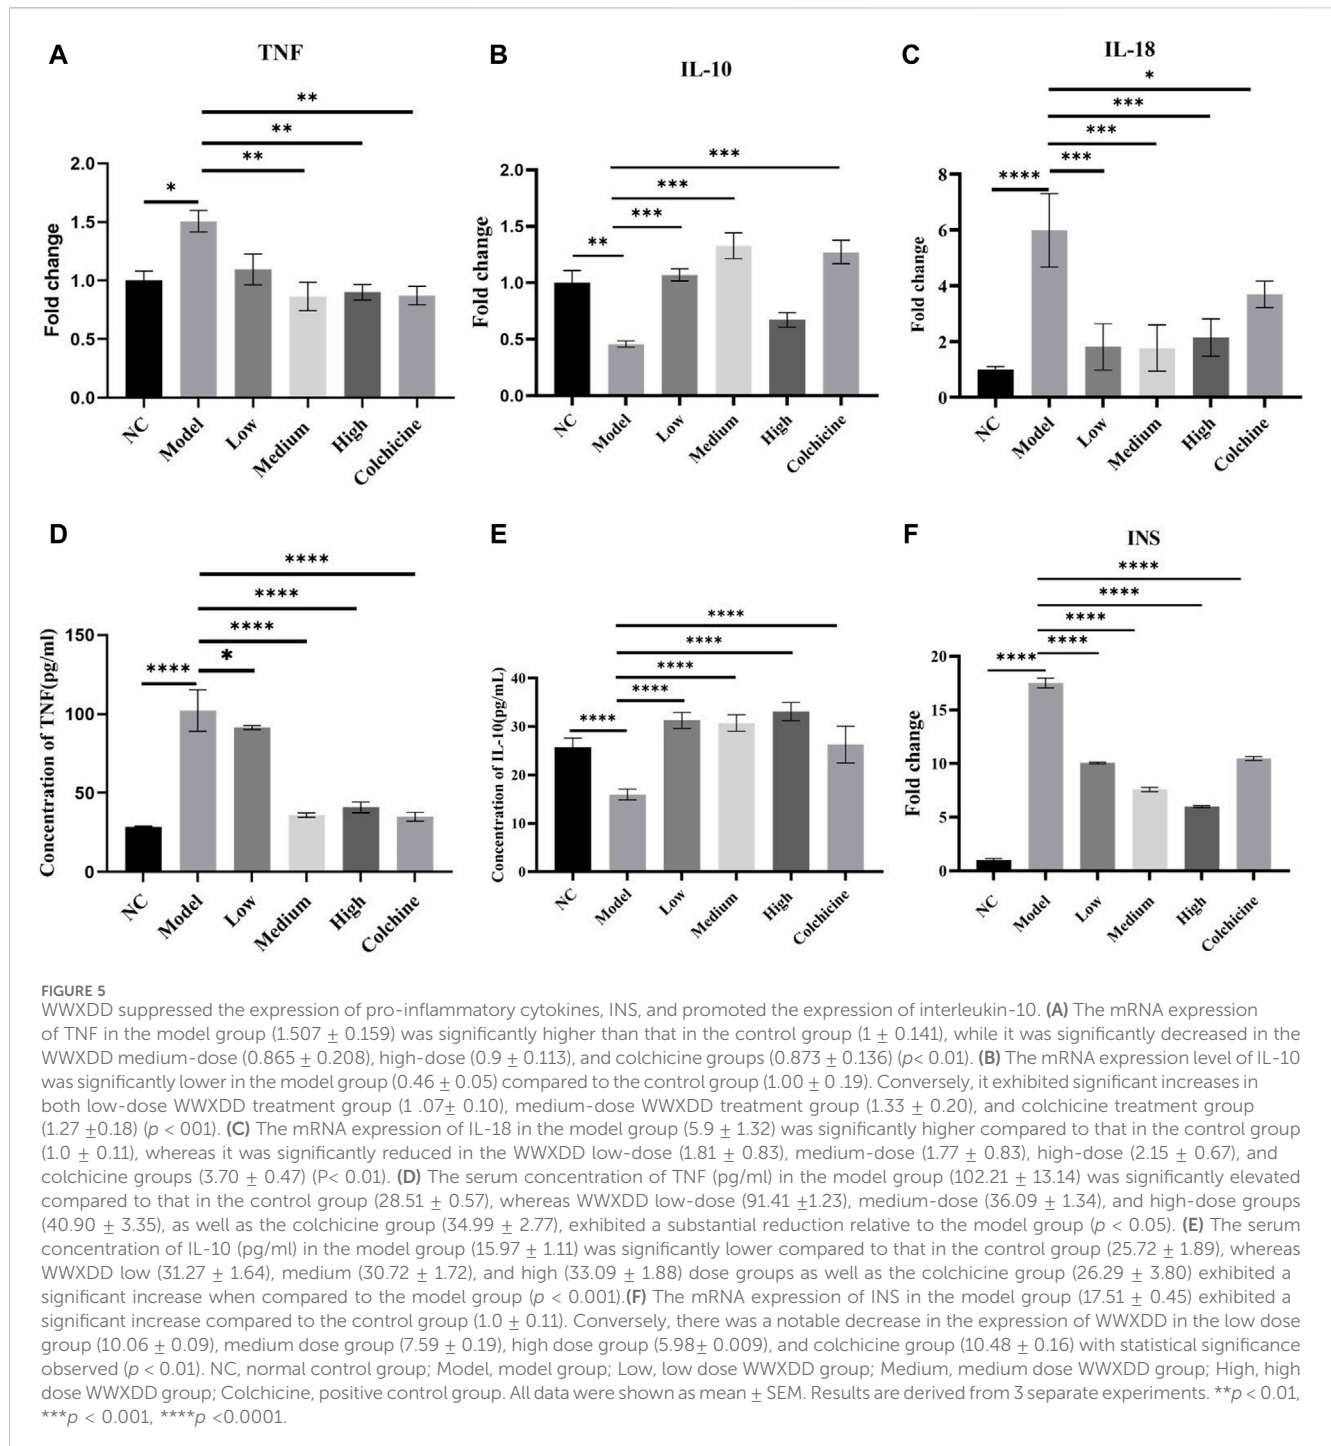 A
TNF
**
**
**
*
Fold change
2.0
1.5
1.0
0.5
0.0
NC
Model
Low
Medium
High
Colchicine
B
IL-10
***
***
***
**
Fold change
2.0
1.5
1.0
0.5
0.0
NC
Model
Low
Medium
High
Colchicine
C
IL-18
*
***
***
***
****
Fold change
8
6
4
2
0
NC
Model
Low
Medium
High
Colchicine
D
****
****
****
*
****
Concentration of TNF(pg/ml)
150
100
50
0
NC
Model
Low
Medium
High
Colchine
E
****
****
****
****
****
Concentration of IL-10(pg/mL)
40
30
20
10
0
NC
Model
Low
Medium
High
Colchicine
F
INS
****
****
****
****
****
Fold change
20
15
10
5
0
NC
Model
Low
Medium
High
Colchicine
FIGURE 5
WWXDD suppressed the expression of pro-inflammatory cytokines, INS, and promoted the expression of interleukin-10. (A) The mRNA expression
of TNF in the model group (1.507 ± 0.159) was significantly higher than that in the control group (1 ± 0.141), while it was significantly decreased in the
WWXDD medium-dose (0.865 ± 0.208), high-dose (0.9 ± 0.113), and colchicine groups (0.873 ± 0.136) (p< 0.01). (B) The mRNA expression level of IL-10
was significantly lower in the model group (0.46 ± 0.05) compared to the control group (1.00 ± 0 .19). Conversely, it exhibited significant increases in
both low-dose WWXDD treatment group (1 .07± 0.10), medium-dose WWXDD treatment group (1.33 ± 0.20), and colchicine treatment group
(1.27 ±0.18) (p < 001). (C) The mRNA expression of IL-18 in the model group (5.9 ± 1.32) was significantly higher compared to that in the control group
(1.0 ± 0.11), whereas it was significantly reduced in the WWXDD low-dose (1.81 ± 0.83), medium-dose (1.77 ± 0.83), high-dose (2.15 ± 0.67), and
colchicine groups (3.70 ± 0.47) (P< 0.01). (D) The serum concentration of TNF (pg/ml) in the model group (102.21 ± 13.14) was significantly elevated
compared to that in the control group (28.51 ± 0.57), whereas WWXDD low-dose (91.41 ±1.23), medium-dose (36.09 ± 1.34), and high-dose groups
(40.90 ± 3.35), as well as the colchicine group (34.99 ± 2.77), exhibited a substantial reduction relative to the model group (p < 0.05). (E) The serum
concentration of IL-10 (pg/ml) in the model group (15.97 ± 1.11) was significantly lower compared to that in the control group (25.72 ± 1.89), whereas
WWXDD low (31.27 ± 1.64), medium (30.72 ± 1.72), and high (33.09 ± 1.88) dose groups as well as the colchicine group (26.29 ± 3.80) exhibited a
significant increase when compared to the model group (p < 0.001).(F) The mRNA expression of INS in the model group (17.51 ± 0.45) exhibited a
significant increase compared to the control group (1.0 ± 0.11). Conversely, there was a notable decrease in the expression of WWXDD in the low dose
group (10.06 ± 0.09), medium dose group (7.59 ± 0.19), high dose group (5.98± 0.009), and colchicine group (10.48 ± 0.16) with statistical significance
observed (p < 0.01). NC, normal control group; Model, model group; Low, low dose WWXDD group; Medium, medium dose WWXDD group; High, high
dose WWXDD group; Colchicine, positive control group. All data were shown as mean ± SEM. Results are derived from 3 separate experiments. **p < 0.01,
***p < 0.001, ****p <0.0001.